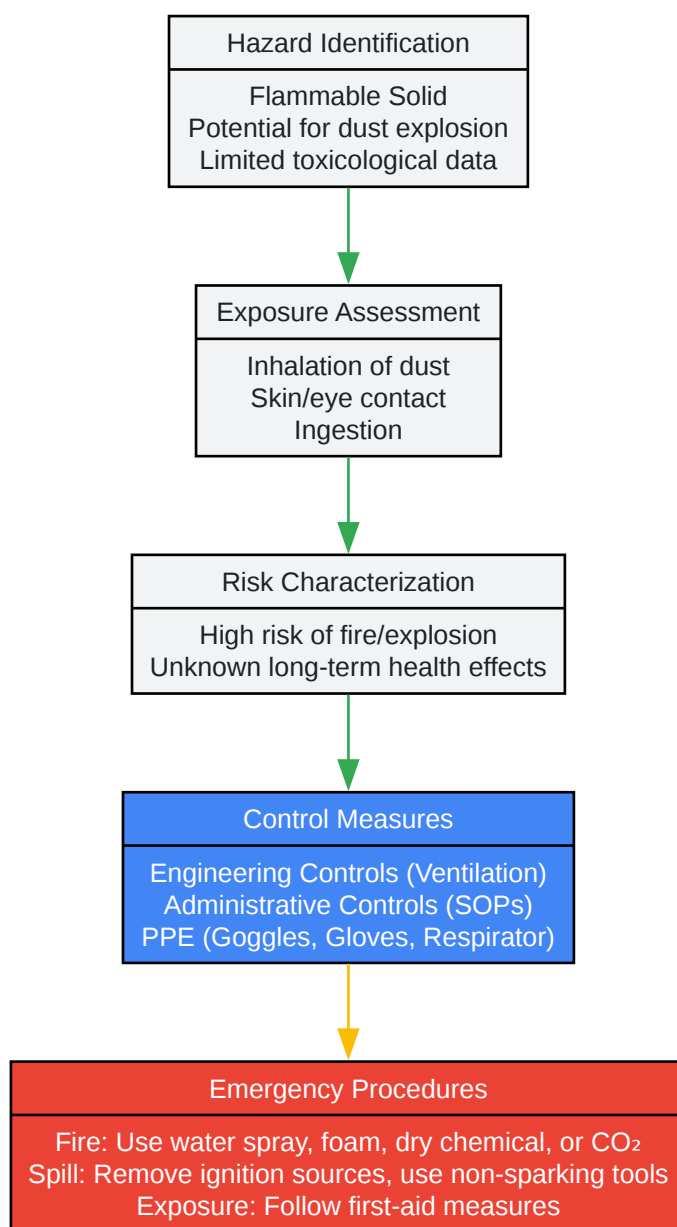 Hazard Identification
Flammable Solid
Potential for dust explosion
Limited toxicological data
Exposure Assessment
Inhalation of dust
Skin/eye contact
Ingestion
Risk Characterization
High risk of fire/explosion
Unknown long-term health effects
Control Measures
Engineering Controls (Ventilation)
Administrative Controls (SOPs)
PPE (Goggles, Gloves, Respirator)
Emergency Procedures
Fire: Use water spray, foam, dry chemical, or CO₂
Spill: Remove ignition sources, use non-sparking tools
Exposure: Follow first-aid measures